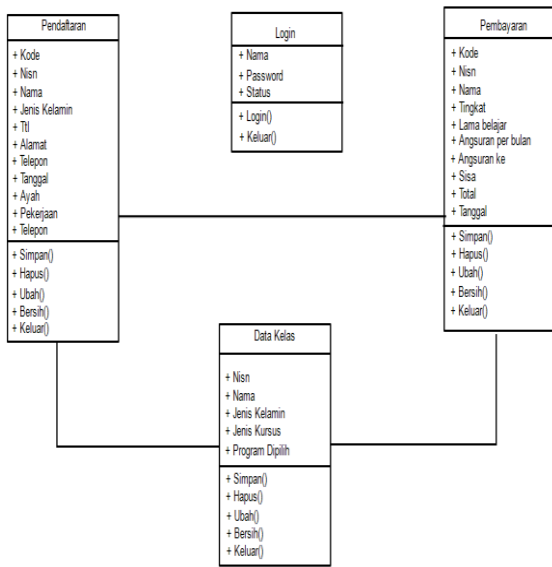 Pendaftaran
+ Kode
+ Nisn
+ Nama
+ Jenis Kelamin
+ Ttl
+ Alamat
+ Telepon
+ Tanggal
+ Ayah
+ Pekerjaan
+ Telepon
+ Simpan()
+ Hapus()
+ Ubah()
+ Bersih()
+ Keluar()
Login
+ Nama
+ Password
+ Status
+ Login()
+ Keluar()
Pembayaran
+ Kode
+ Nisn
+ Nama
+ Tingkat
+ Lama belajar
+ Angsuran per bulan
+ Angsuran ke
+ Sisa
+ Total
+ Tanggal
+ Simpan()
+ Hapus()
+ Ubah()
+ Bersih()
+ Keluar()
Data Kelas
+ Nisn
+ Nama
+ Jenis Kelamin
+ Jenis Kursus
+ Program Dipilih
+ Simpan()
+ Hapus()
+ Ubah()
+ Bersih()
+ Keluar()